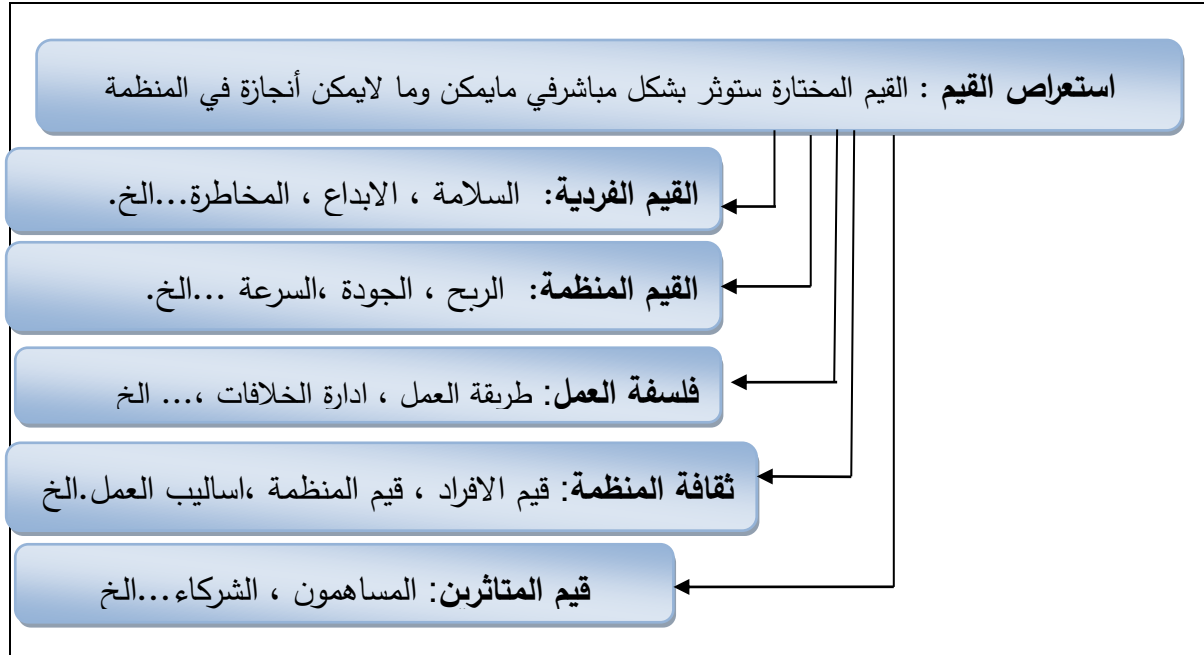 استعراص القيم : القيم المختارة ستوثر بشكل مباشرفي مايمكن وما لايمكن أنجازة في المنظمة
القيم الفردية: السلامة ، الابداع ، المخاطرة...الخ.
القيم المنظمة: الربح ، الجودة ،السرعة ...الخ.
فلسفة العمل: طريقة العمل ، ادارة الخلافات ،... الخ
ثقافة المنظمة: قيم الافراد ، قيم المنظمة ،اساليب العمل.الخ
قيم المتاثرين: المساهمون ، الشركاء...الخ